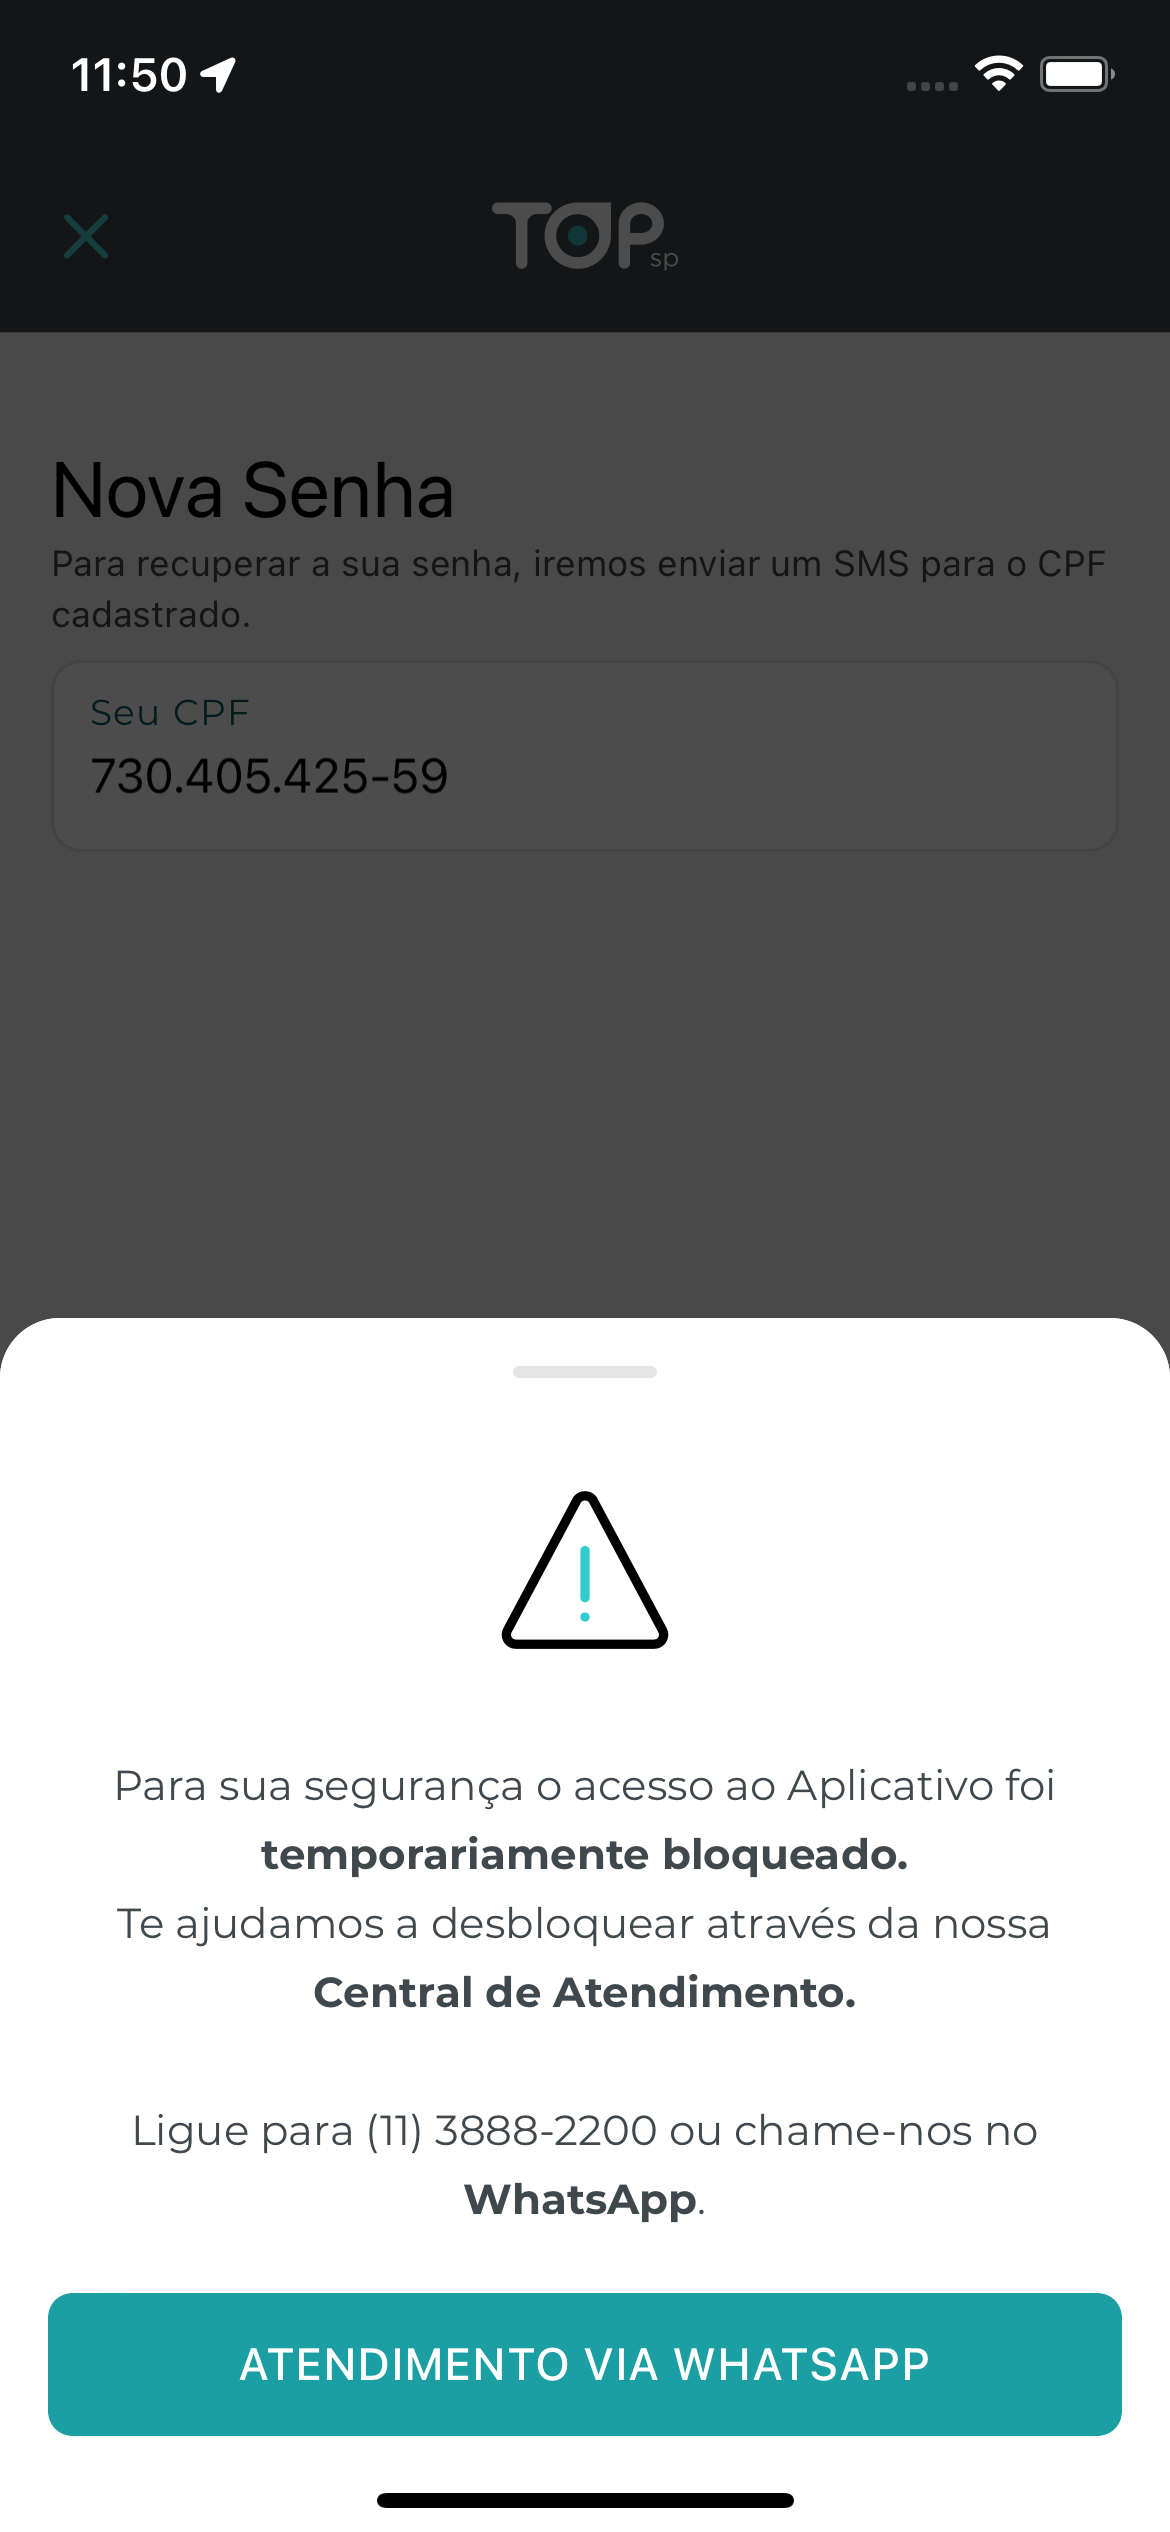 11:50
TOP sp
Nova Senha
Para recuperar a sua senha, iremos enviar um SMS para o CPF
cadastrado.
Seu CPF
730.405.425-59
Para sua segurança o acesso ao Aplicativo foi
temporariamente bloqueado.
Te ajudamos a desbloquear através da nossa
Central de Atendimento.
Ligue para (11) 3888-2200 ou chame-nos no
WhatsApp.
ATENDIMENTO VIA WHATSAPP